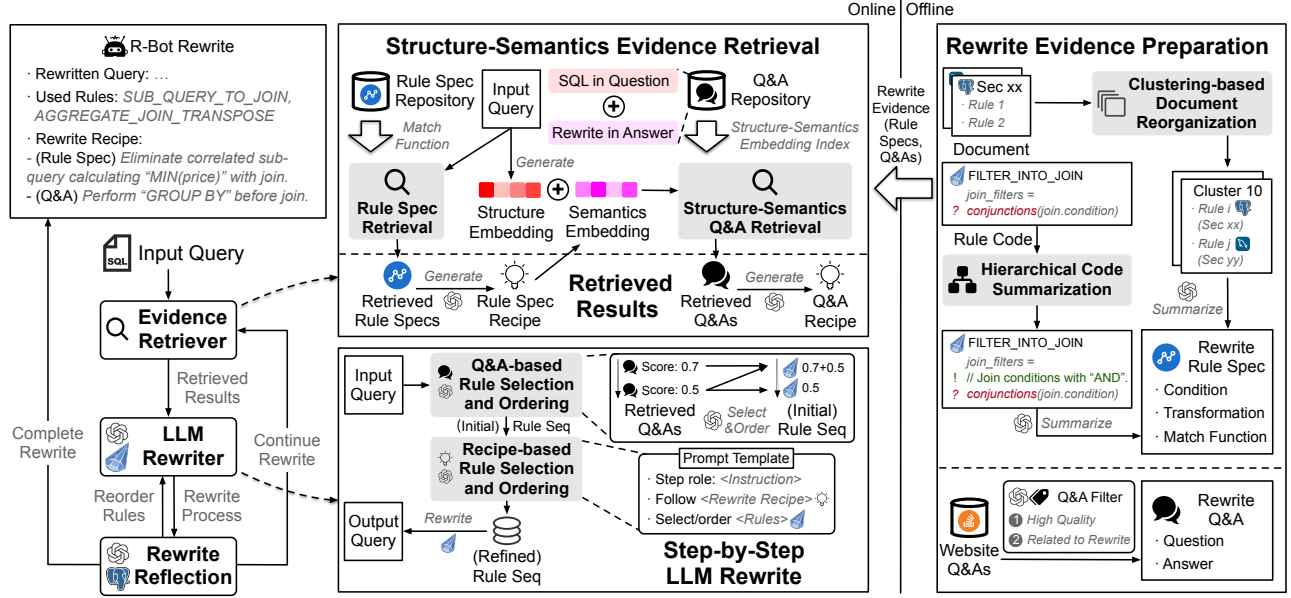 Online
Offline
R-Bot Rewrite
· Rewritten Query: …
· Used Rules: SUB_QUERY_TO_JOIN,
AGGREGATE_JOIN_TRANSPOSE
· Rewrite Recipe:
- (Rule Spec) Eliminate correlated sub-
query calculating “MIN(price)” with join.
- (Q&A) Perform “GROUP BY” before join.
SQL
Input Query
Evidence
Retriever
Retrieved
Results
LLM
Rewriter
Complete
Rewrite
Continue
Rewrite
Reorder
Rules
Rewrite
Process
Rewrite
Reflection
Structure-Semantics Evidence Retrieval
Rule Spec
Repository
Input
Query
SQL in Question
Rewrite in Answer
Q&A
Repository
Match
Function
Generate
Structure-Semantics
Embedding Index
Rule Spec
Retrieval
Structure
Embedding
Semantics
Embedding
Structure-Semantics
Q&A Retrieval
Retrieved
Rule Specs
Generate
Rule Spec
Recipe
Retrieved
Results
Retrieved
Q&As
Generate
Q&A
Recipe
Input
Query
Q&A-based
Rule Selection
and Ordering
Score: 0.7
Score: 0.5
0.7+0.5
0.5
Retrieved
Q&As
Select
&Order
(Initial)
Rule Seq
(Initial)
Rule Seq
Recipe-based
Rule Selection
and Ordering
Prompt Template
· Step role: <Instruction>
· Follow <Rewrite Recipe>
· Select/order <Rules>
Output
Query
Rewrite
(Refined)
Rule Seq
Step-by-Step
LLM Rewrite
Rewrite
Evidence
(Rule
Specs,
Q&As)
Rewrite Evidence Preparation
Sec xx
· Rule 1
· Rule 2
Document
Clustering-based
Document
Reorganization
FILTER_INTO_JOIN
join_filters =
? conjunctions(join.condition)
Rule Code
Cluster 10
· Rule i
(Sec xx)
· Rule j
(Sec yy)
Hierarchical Code
Summarization
Summarize
FILTER_INTO_JOIN
join_filters =
! // Join conditions with “AND”.
? conjunctions(join.condition)
Summarize
Rewrite
Rule Spec
· Condition
· Transformation
· Match Function
Website
Q&As
Q&A Filter
1 High Quality
2 Related to Rewrite
Rewrite
Q&A
· Question
· Answer